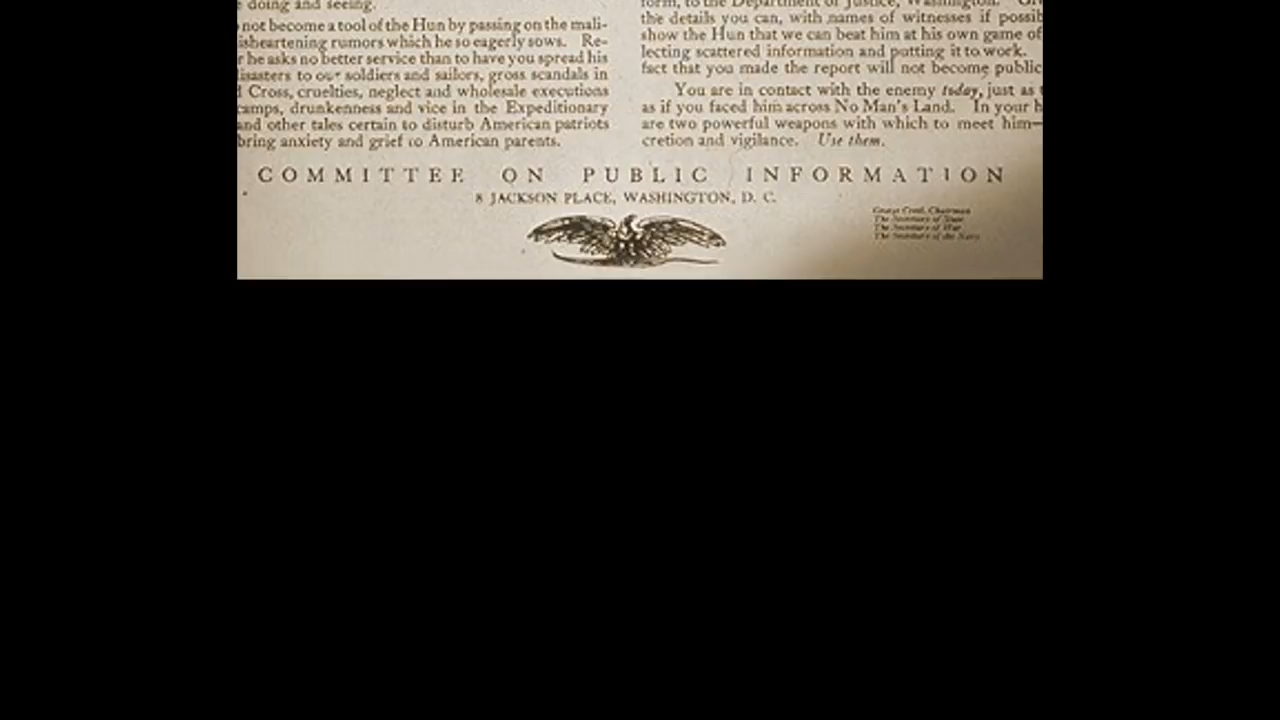 doing and seeing.
not become a tool of the Hun by passing on the mali-
isheartening rumors which he so eagerly sows. Re-
r he asks no better service than to have you spread his
isasters to our soldiers and sailors, gross scandals in
Cross, cruelties, neglect and wholesale executions
camps, drunkenness and vice in the Expeditionary
and other tales certain to disturb American patriots
bring anxiety and grief to American parents.
form, to the Department of Justice, Washington. Giv
the details you can, with names of witnesses if possib
show the Hun that we can beat him at his own game of
lecting scattered information and putting it to work.
fact that you made the report will not become public
You are in contact with the enemy today, just as
as if you faced him across No Man's Land. In your h
are two powerful weapons with which to meet him—
cretion and vigilance. Use them.
COMMITTEE ON PUBLIC INFORMATION
8 JACKSON PLACE, WASHINGTON, D. C.
George Creel, Chairman
The Secretary of State
The Secretary of War
The Secretary of the Navy